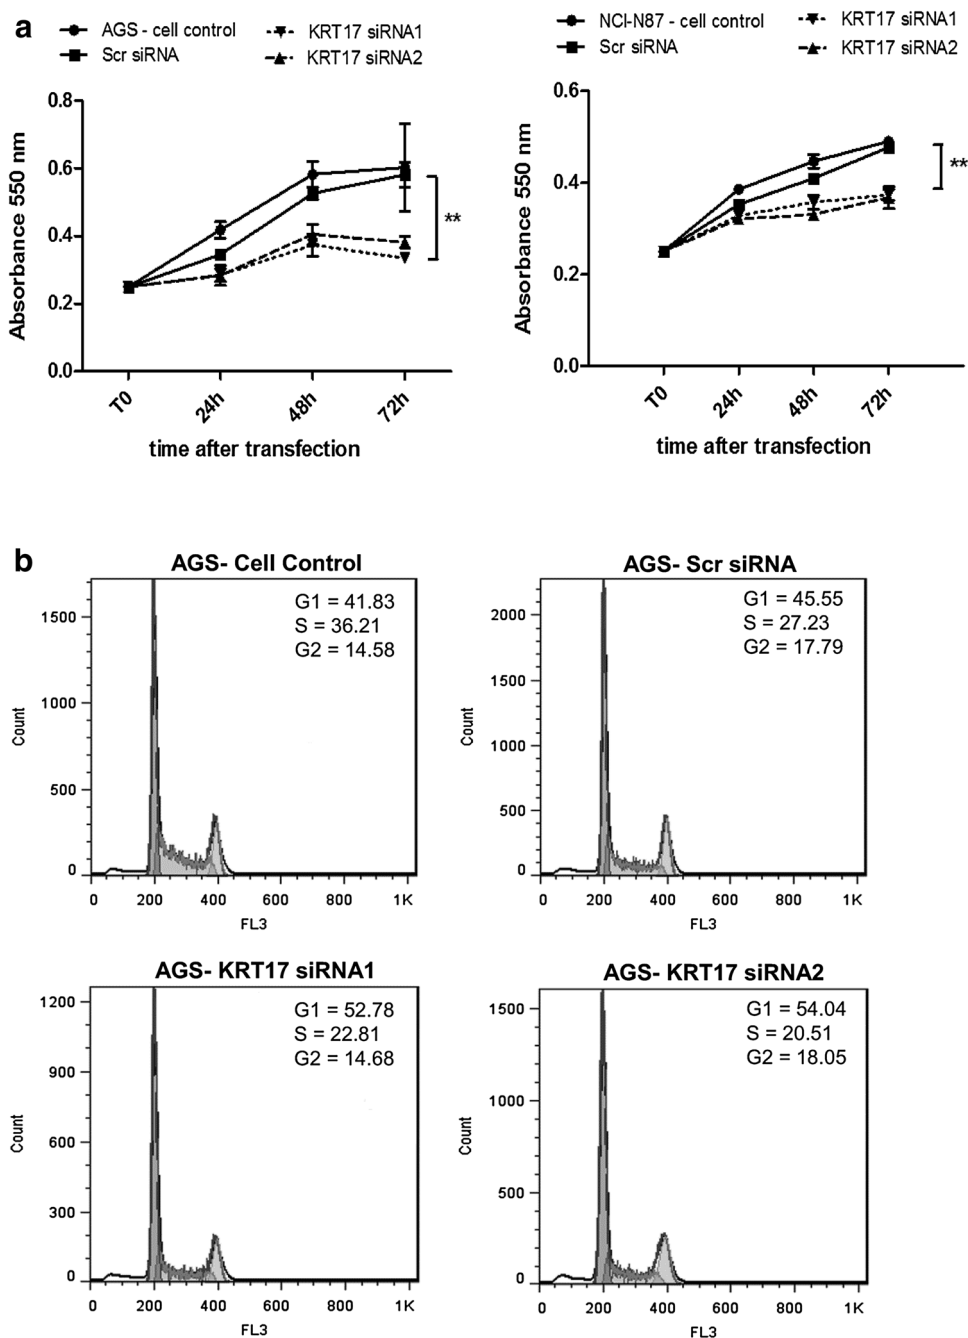 a
AGS - cell control
Scr siRNA
KRT17 siRNA1
KRT17 siRNA2
Absorbance 550 nm
0.8
0.6
0.4
0.2
0.0
**
T0
24h
48h
72h
time after transfection
NCI-N87 - cell control
Scr siRNA
KRT17 siRNA1
KRT17 siRNA2
Absorbance 550 nm
0.6
0.4
0.2
0.0
**
T0
24h
48h
72h
time after transfection
b
AGS- Cell Control
G1 = 41.83
S = 36.21
G2 = 14.58
Count
1500
1000
500
0
0 200 400 600 800 1K
FL3
AGS- Scr siRNA
G1 = 45.55
S = 27.23
G2 = 17.79
Count
2000
1500
1000
500
0
0 200 400 600 800 1K
FL3
AGS- KRT17 siRNA1
G1 = 52.78
S = 22.81
G2 = 14.68
Count
1200
900
600
300
0
0 200 400 600 800 1K
FL3
AGS- KRT17 siRNA2
G1 = 54.04
S = 20.51
G2 = 18.05
Count
1500
1000
500
0
0 200 400 600 800 1K
FL3